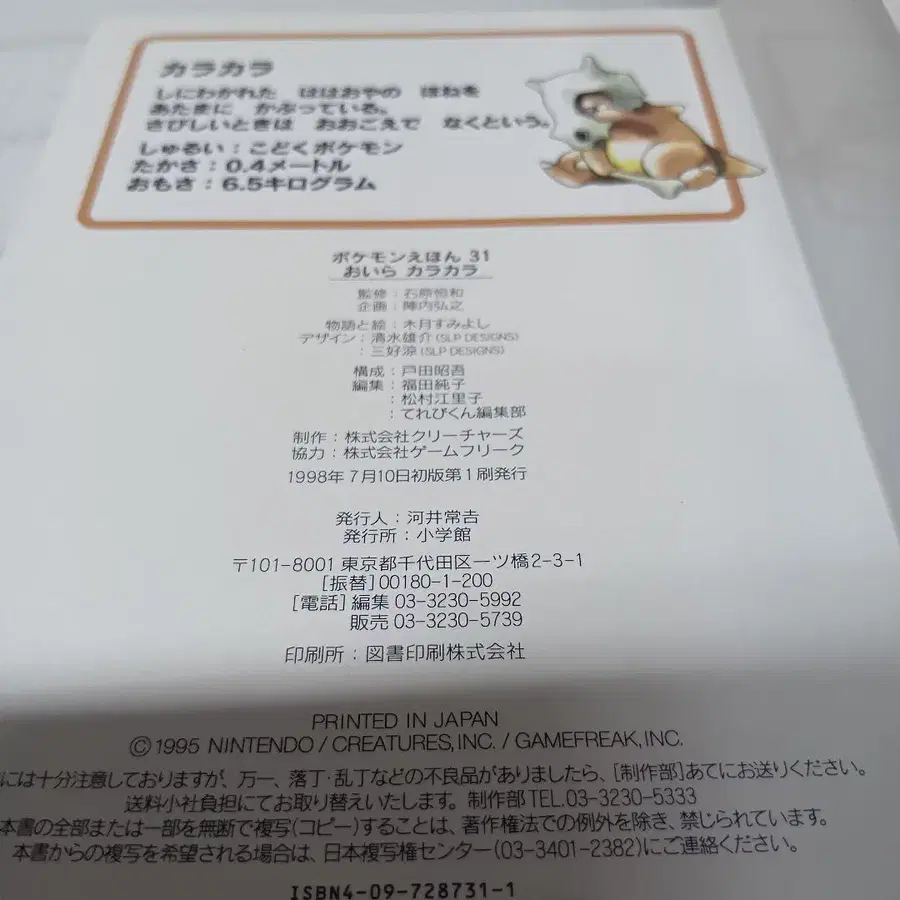 カラカラ
しにわかれた ははおやの ほねを
あたまに かぶっている。
さびしいときは おおごえで なくという。
しゅるい：こどくポケモン
たかさ：0.4メートル
おもさ：6.5キログラム
ポケモンえほん 31
おいら カラカラ
監修：石原恒和
企画：陣内弘之
物語と絵：木月すみよし
デザイン：清水雄介(SLP DESIGNS)
：三好涼(SLP DESIGNS)
構成：戸田昭吾
編集：福田純子
：松村江里子
：てれびくん編集部
制作：株式会社クリーチャーズ
協力：株式会社ゲームフリーク
1998年7月10日初版第1刷発行
発行人：河井常吉
発行所：小学館
〒101-8001 東京都千代田区一ツ橋2-3-1
[振替]00180-1-200
[電話]編集 03-3230-5992
販売 03-3230-5739
印刷所：図書印刷株式会社
PRINTED IN JAPAN
©1995 NINTENDO/CREATURES,INC./GAMEFREAK,INC.
には十分注意しておりますが、万一、落丁・乱丁などの不良品がありましたら、[制作部]あてにお送りください。
送料小社負担にてお取り替えいたします。制作部TEL.03-3230-5333
本書の全部または一部を無断で複写(コピー)することは、著作権法での例外を除き、禁じられています。
本書からの複写を希望される場合は、日本複写権センター(03-3401-2382)にご連絡ください。
ISBN4-09-728731-1